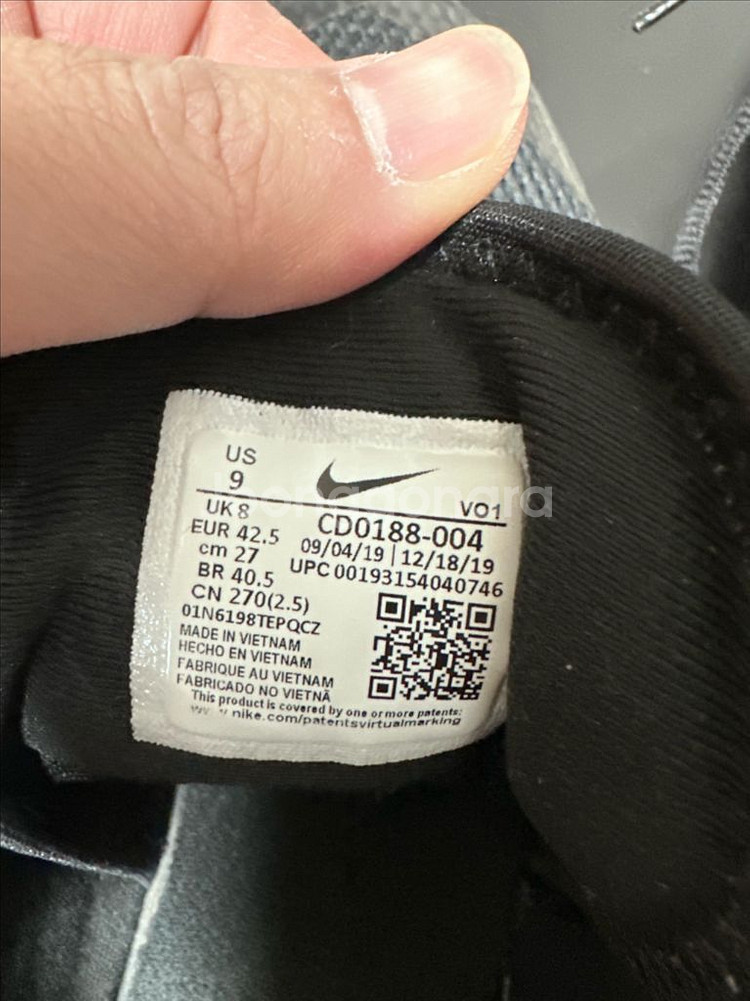 US
9
UK 8
EUR 42.5
cm 27
BR 40.5
CN 270(2.5)
VO1
CD0188-004
09/04/19 | 12/18/19
UPC 00193154040746
01N6198TEPQCZ
MADE IN VIETNAM
HECHO EN VIETNAM
FABRIQUE AU VIETNAM
FABRICADO NO VIETNÃ
This product is covered by one or more patents:
nike.com/patentsvirtualmarking